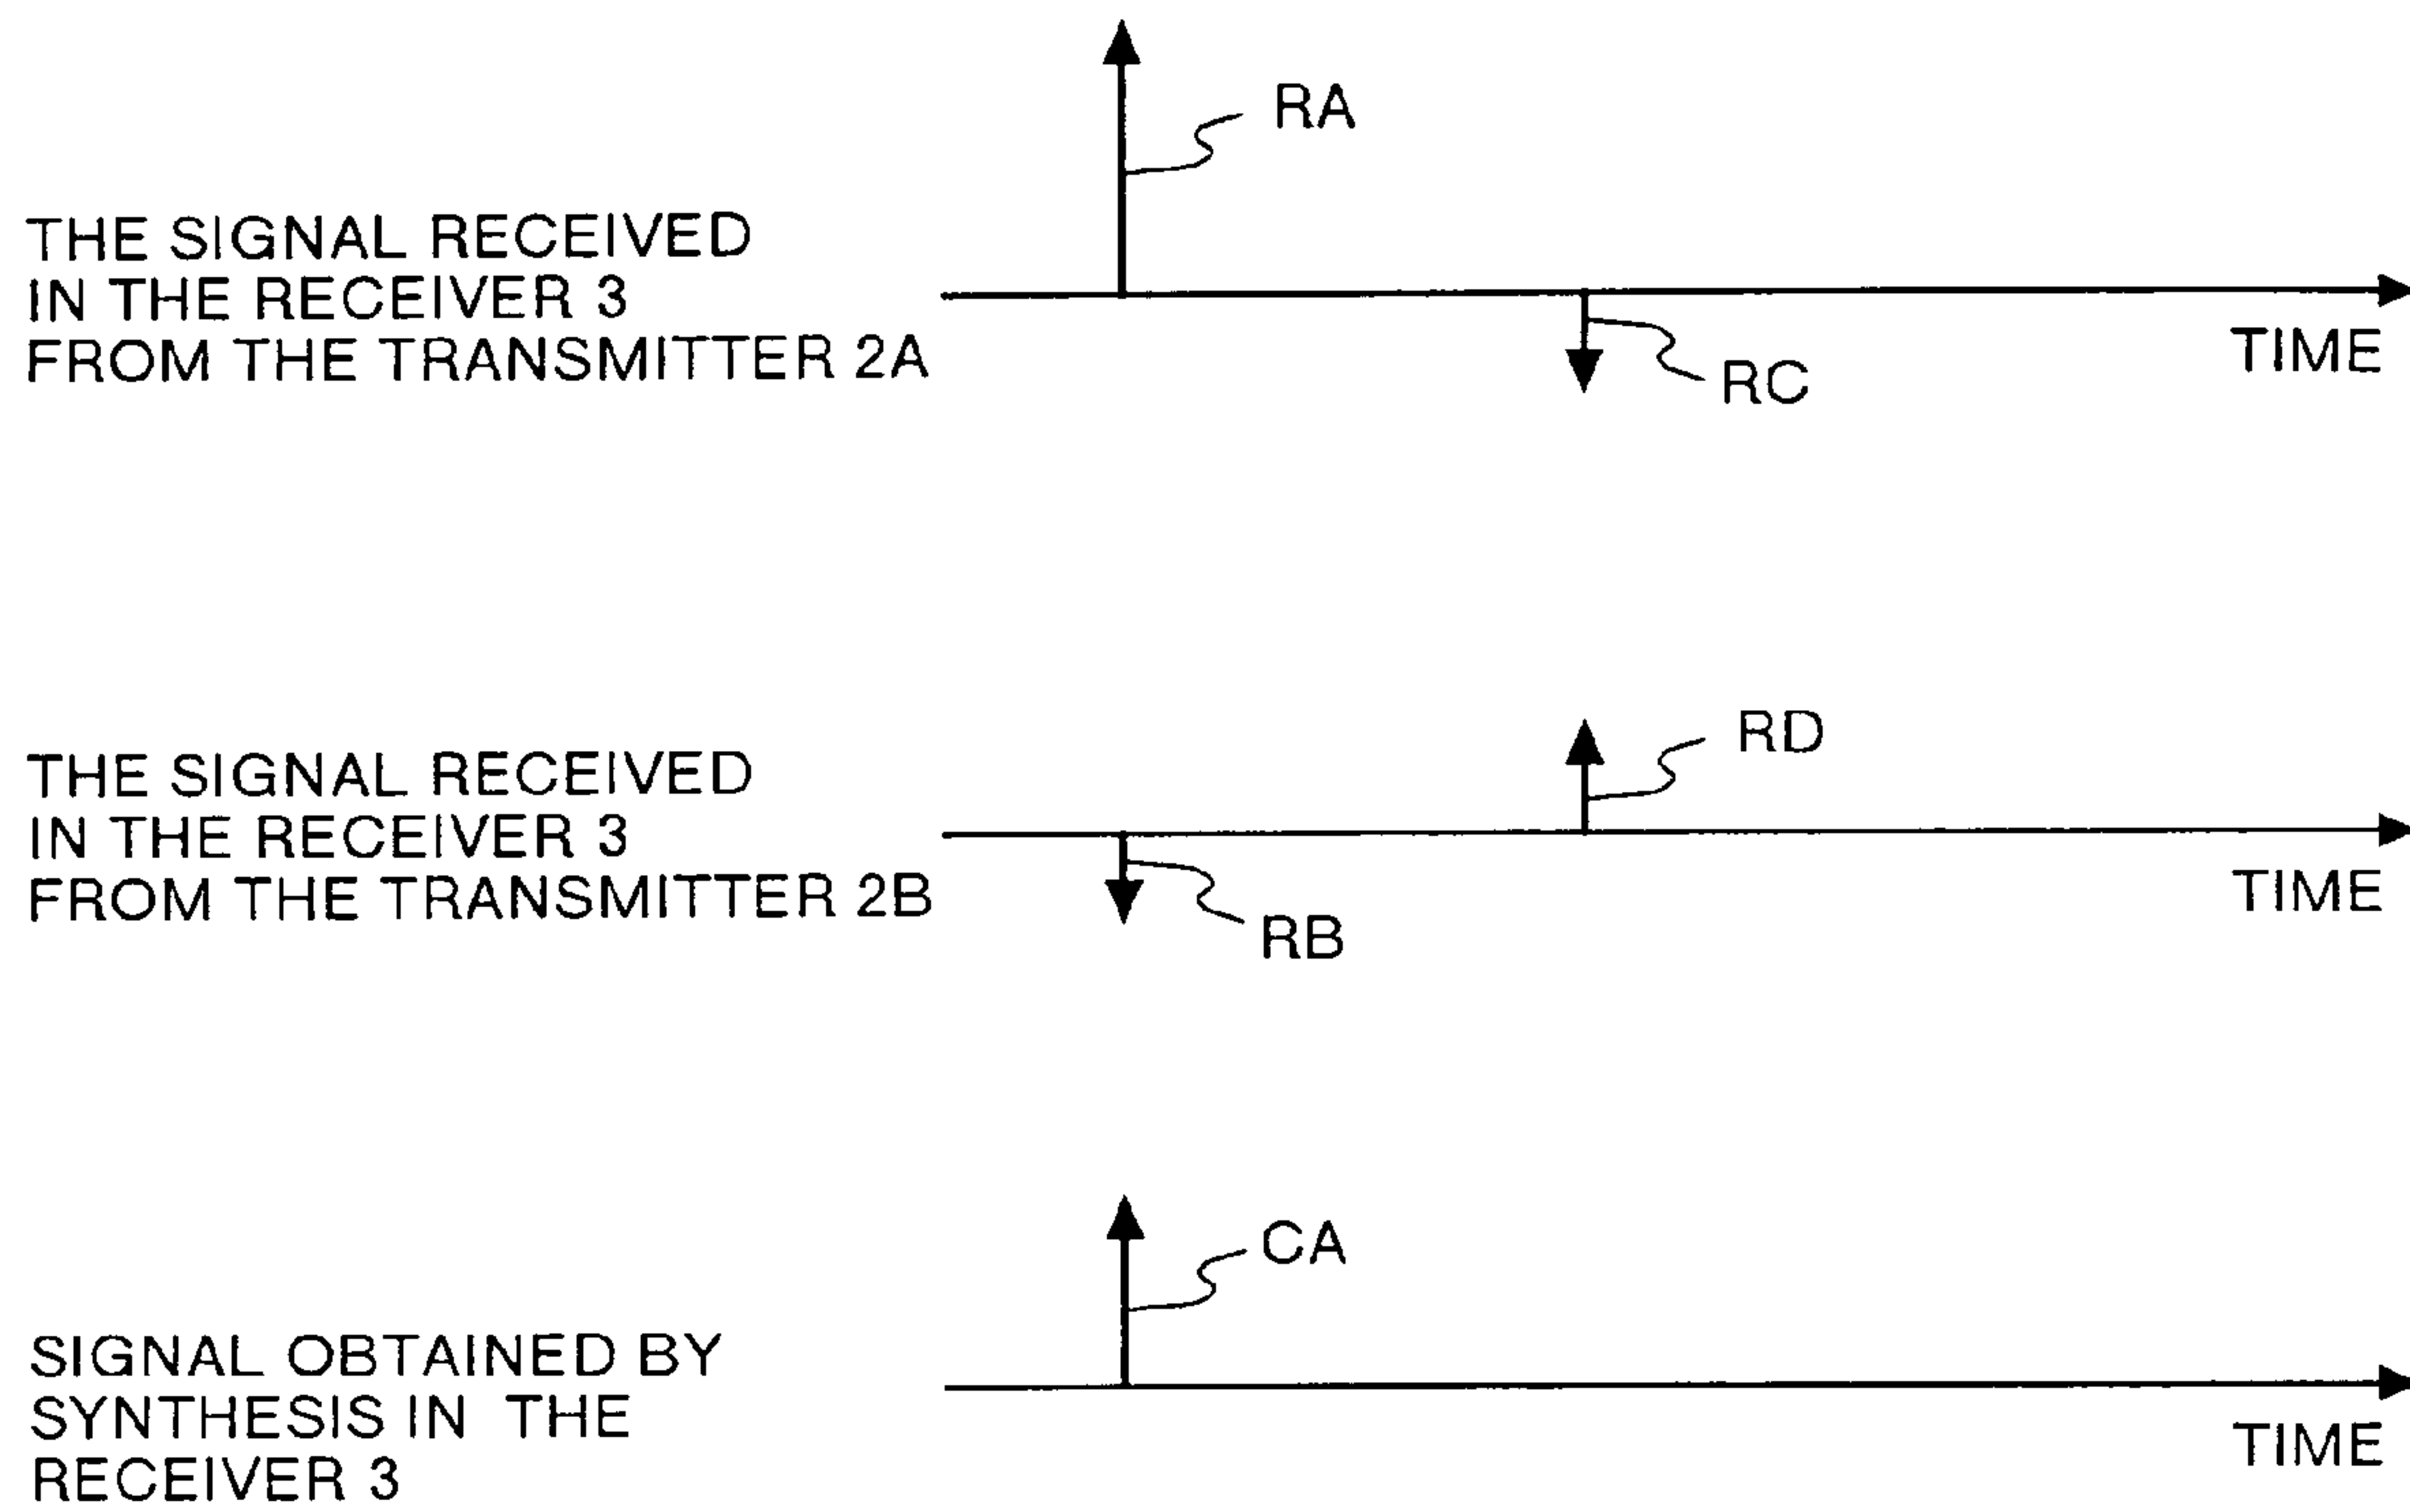 RA
THE SIGNAL RECEIVED
IN THE RECEIVER 3
FROM THE TRANSMITTER 2A
TIME
RC
RD
THE SIGNAL RECEIVED
IN THE RECEIVER 3
FROM THE TRANSMITTER 2B
TIME
RB
CA
SIGNAL OBTAINED BY
SYNTHESIS IN THE
RECEIVER 3
TIME